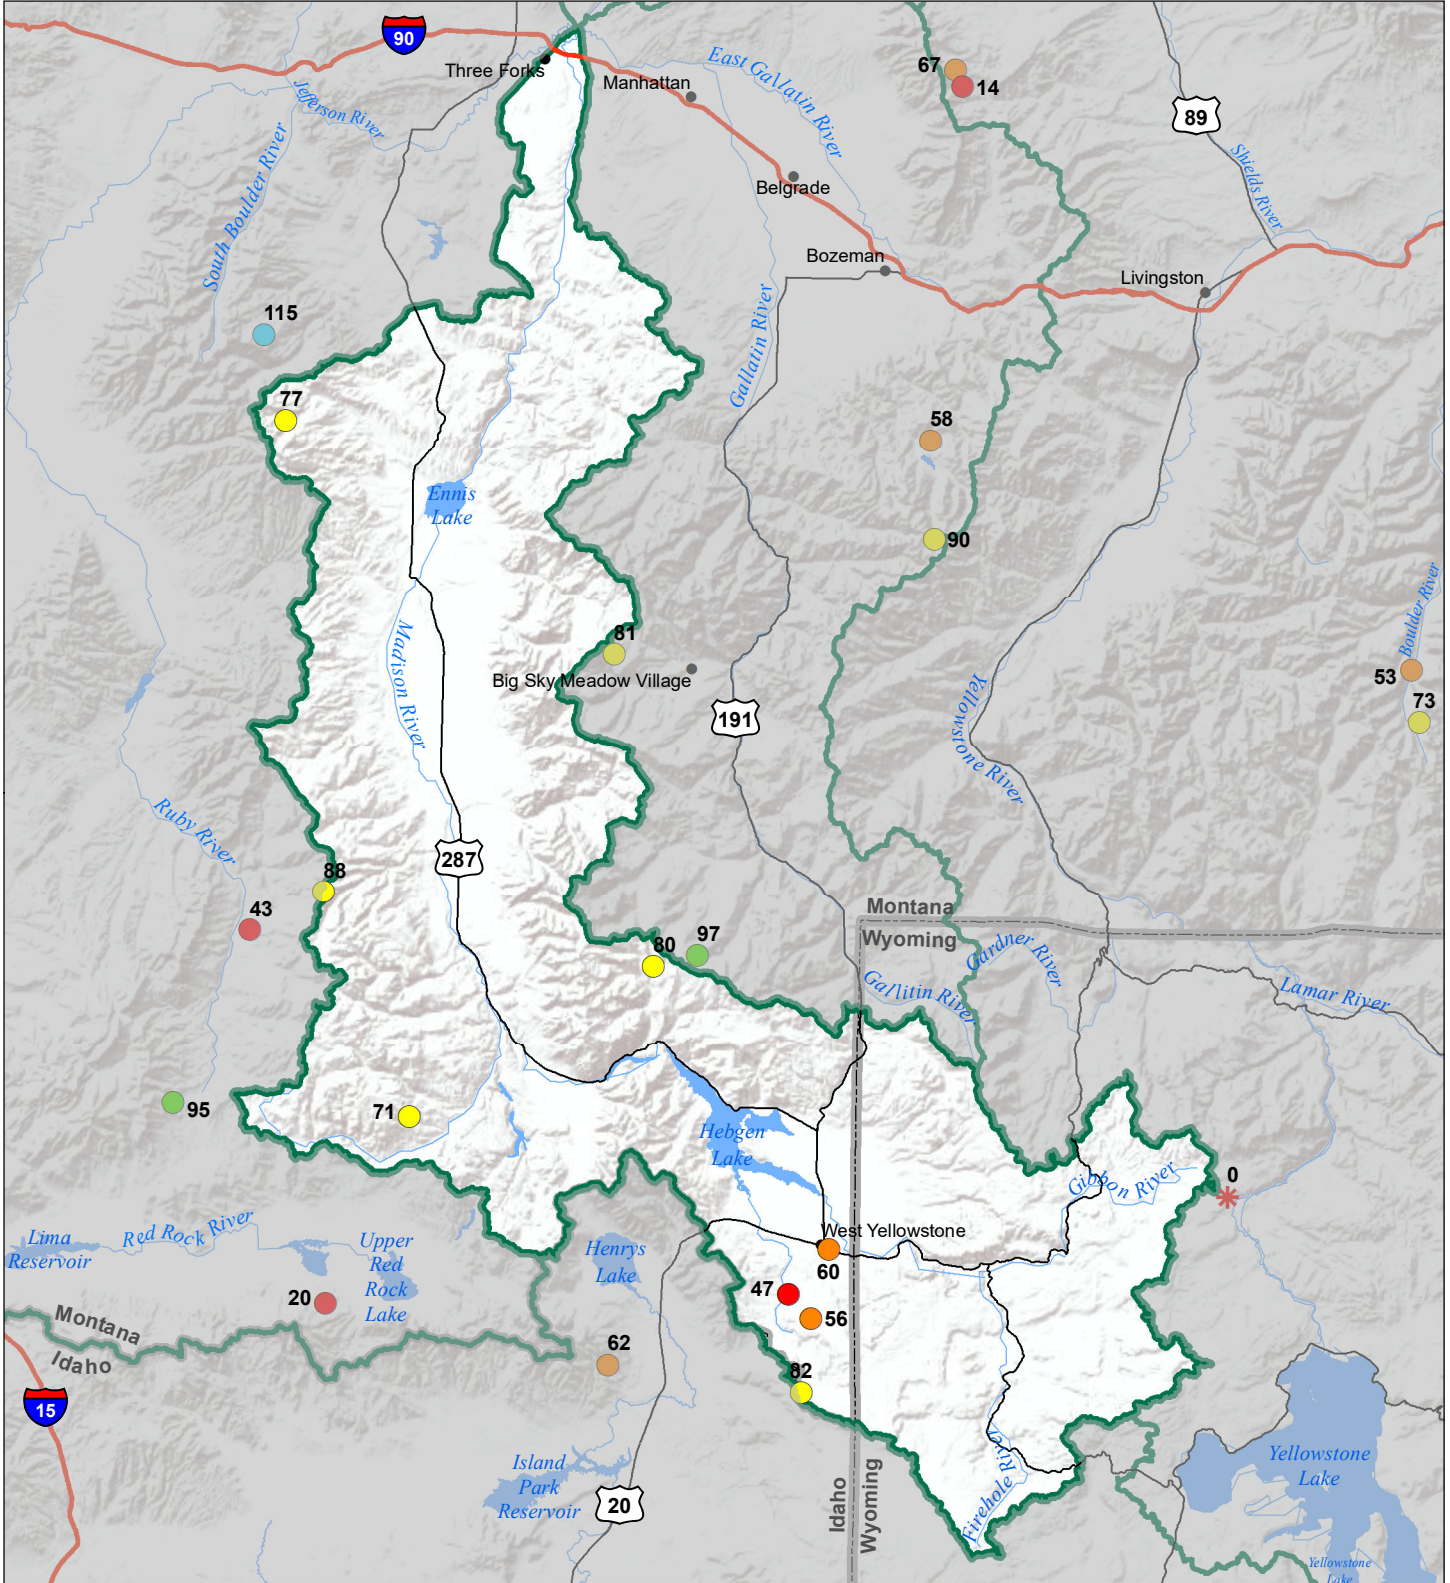 90
Three Forks
Manhattan
East Gallatin River
67
14
89
Jefferson River
South Boulder River
Belgrade
Shields River
Bozeman
Livingston
115
Gallatin River
77
58
Ennis
Lake
90
Boulder River
Madison River
81
Big Sky Meadow Village
53
73
191
Yellowstone River
Ruby River
287
88
43
Montana
Wyoming
80
97
Gardner River
Gallitin River
Lamar River
95
71
Hebgen
Lake
Gibbon River
0
Lima
Reservoir
Red Rock River
Upper
Red
Rock
Lake
Henrys
Lake
West Yellowstone
60
47
56
20
Montana
Idaho
62
82
15
Island
Park
Reservoir
20
Idaho
Wyoming
Firehole River
Yellowstone
Lake
Yellowstone
Lake